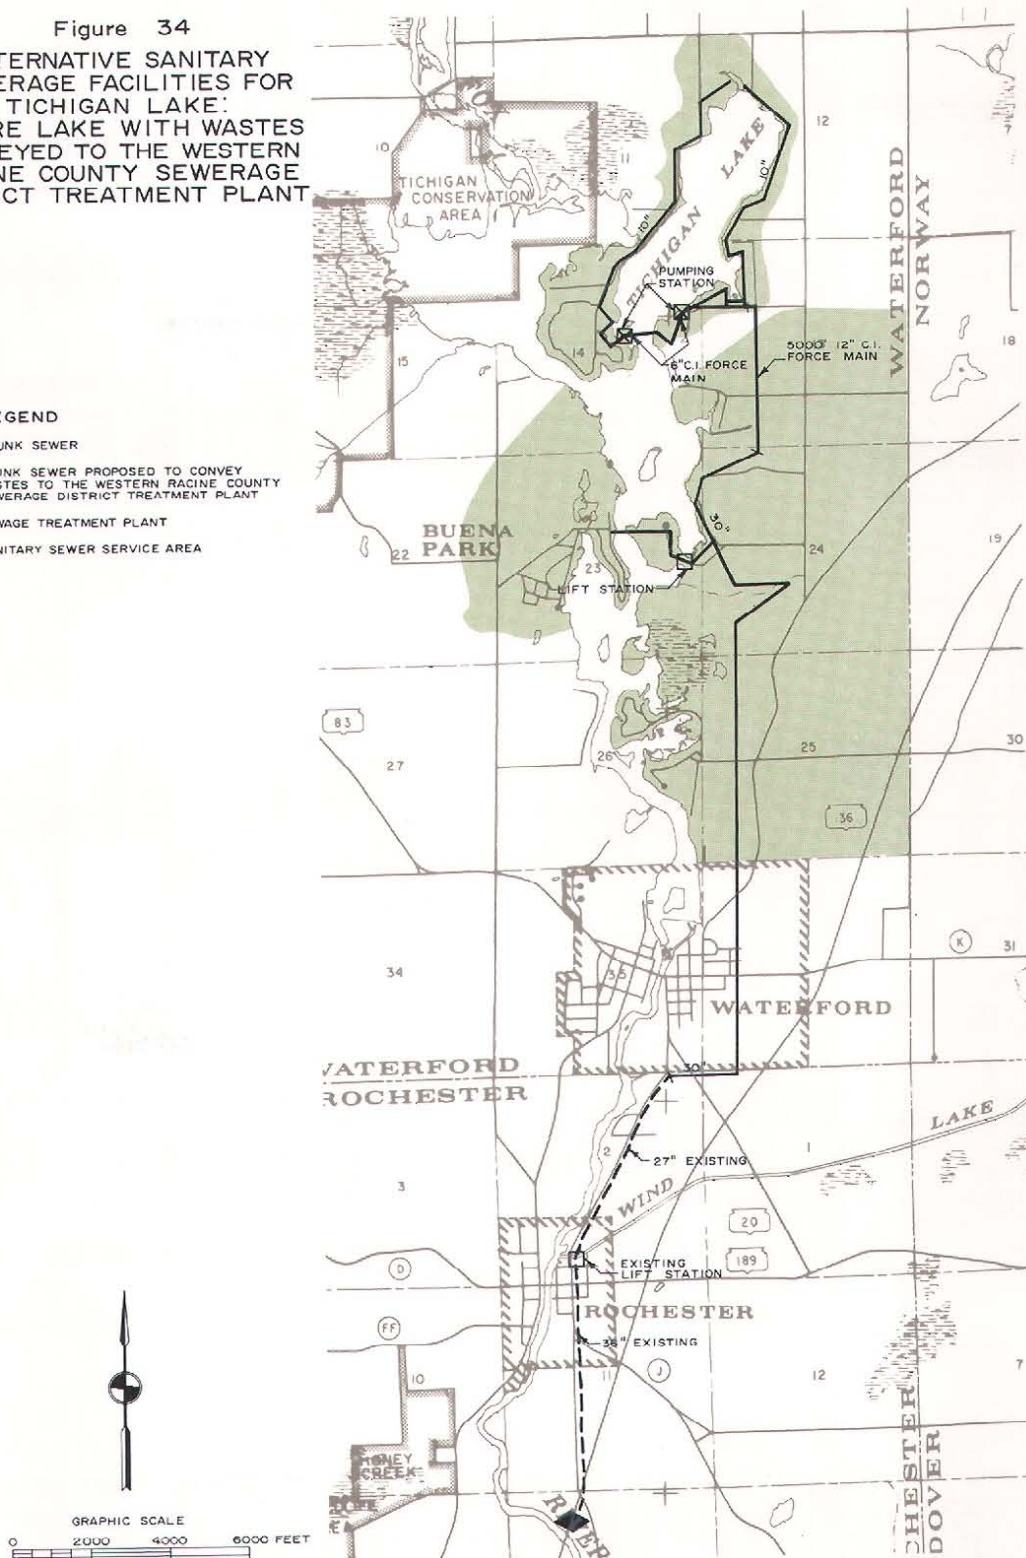 Figure 34
TERNATIVE SANITARY
ERAGE FACILITIES FOR
TICHIGAN LAKE:
RE LAKE WITH WASTES
EYED TO THE WESTERN
NE COUNTY SEWERAGE
CT TREATMENT PLANT
GEND
UNK SEWER
UNK SEWER PROPOSED TO CONVEY
STES TO THE WESTERN RACINE COUNTY
WERAGE DISTRICT TREATMENT PLANT
WAGE TREATMENT PLANT
NITARY SEWER SERVICE AREA
GRAPHIC SCALE
0 2000 4000 6000 FEET
10
11
12
7
TICHIGAN
CONSERVATION
AREA
TICHIGAN LAKE
10"
10"
WATERFORD
NORWAY
PUMPING
STATION
15
14
18
5000' 12" C.I.
FORCE MAIN
6" C.I. FORCE
MAIN
BUENA
PARK
22
23
24
19
30"
LIFT STATION
83
27
26
25
30
36
34
35
K
31
WATERFORD
WATERFORD
ROCHESTER
30"
LAKE
2
1
27" EXISTING
3
WIND
20
189
D
EXISTING
LIFT STATION
ROCHESTER
FF
36" EXISTING
J
10
11
12
7
HONEY
CREEK
RIVER
CHESTER
DOVER